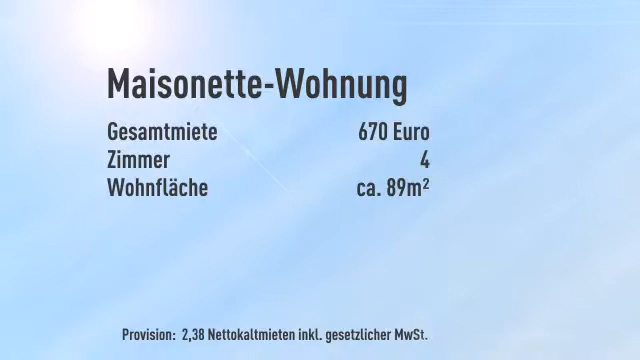 Maisonette-Wohnung
Gesamtmiete 670 Euro
Zimmer 4
Wohnfläche ca. 89m²
Provision: 2,38 Nettokaltmieten inkl. gesetzlicher MwSt.